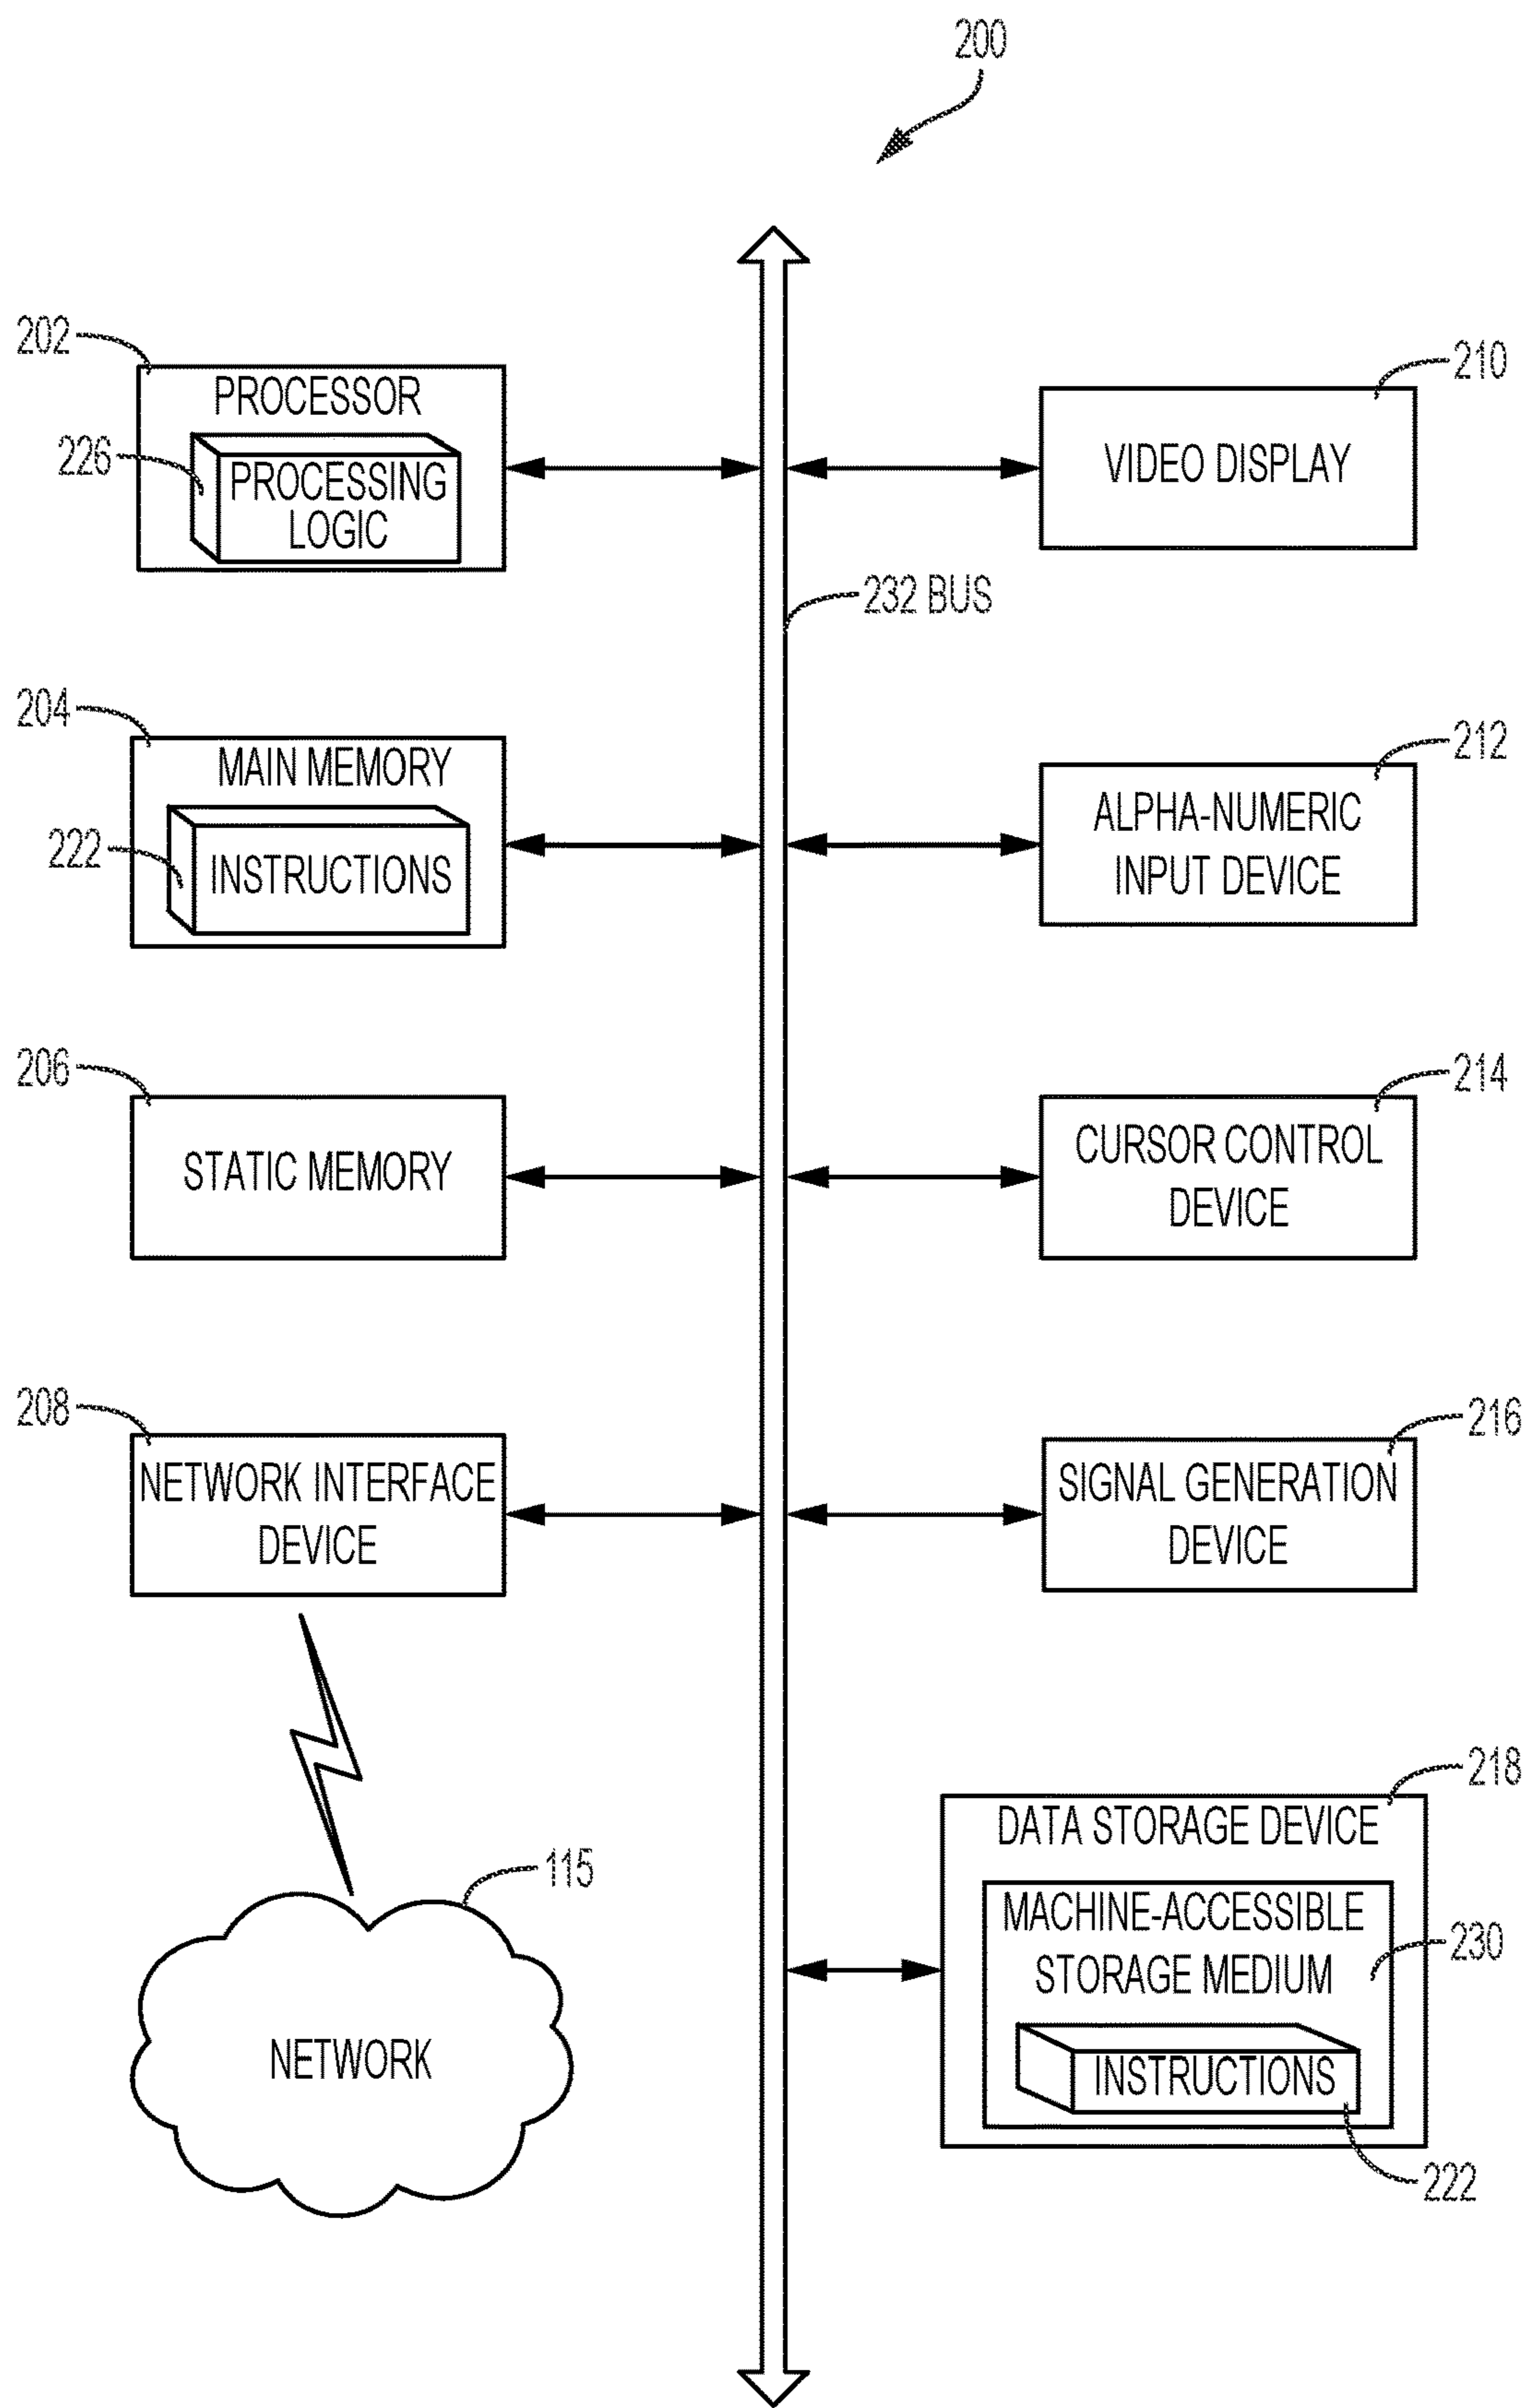 200
202
PROCESSOR
226
PROCESSING
LOGIC
210
VIDEO DISPLAY
232 BUS
204
MAIN MEMORY
222
INSTRUCTIONS
212
ALPHA-NUMERIC
INPUT DEVICE
206
STATIC MEMORY
214
CURSOR CONTROL
DEVICE
208
NETWORK INTERFACE
DEVICE
216
SIGNAL GENERATION
DEVICE
115
NETWORK
218
DATA STORAGE DEVICE
MACHINE-ACCESSIBLE
STORAGE MEDIUM
230
INSTRUCTIONS
222